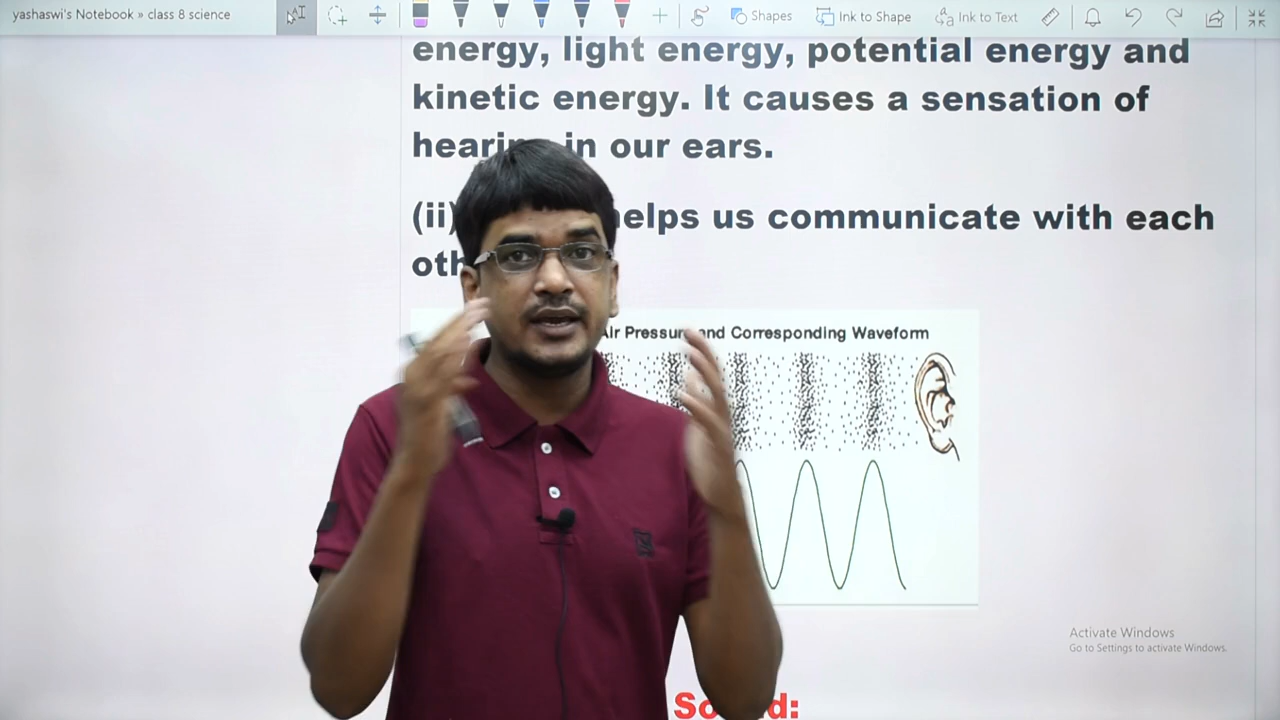 yashaswi's Notebook » class 8 science
Shapes
Ink to Shape
Ink to Text
energy, light energy, potential energy and
kinetic energy. It causes a sensation of
in our ears.
(ii) helps us communicate with each
Air Pressure and Corresponding Waveform
Activate Windows
Go to Settings to activate Windows.